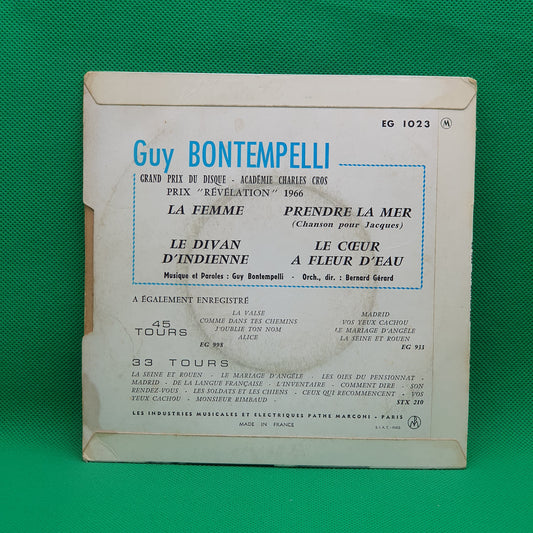 EG 1023 M
Guy BONTEMPELLI
GRAND PRIX DU DISQUE - ACADÉMIE CHARLES CROS
PRIX "RÉVÉLATION" 1966
LA FEMME PRENDRE LA MER
(Chanson pour Jacques)
LE DIVAN LE CŒUR
D'INDIENNE A FLEUR D'EAU
Musique et Paroles : Guy Bontempelli - Orch., dir. : Bernard Gérard
A ÉGALEMENT ENREGISTRÉ
45 TOURS
LA VALSE MADRID
COMME DANS TES CHEMINS VOS YEUX CACHOU
J'OUBLIE TON NOM LE MARIAGE D'ANGÈLE
ALICE LA SEINE ET ROUEN
EG 998 EG 933
33 TOURS
LA SEINE ET ROUEN - LE MARIAGE D'ANGÈLE - LES OIES DU PENSIONNAT -
MADRID - DE LA LANGUE FRANÇAISE - L'INVENTAIRE - COMMENT DIRE - SON
RENDEZ-VOUS - LES SOLDATS ET LES CHIENS - CEUX QUI RECOMMENCENT - VOS
YEUX CACHOU - MONSIEUR RIMBAUD . STX 210
LES INDUSTRIES MUSICALES ET ELECTRIQUES PATHE MARCONI - PARIS
MADE IN FRANCE